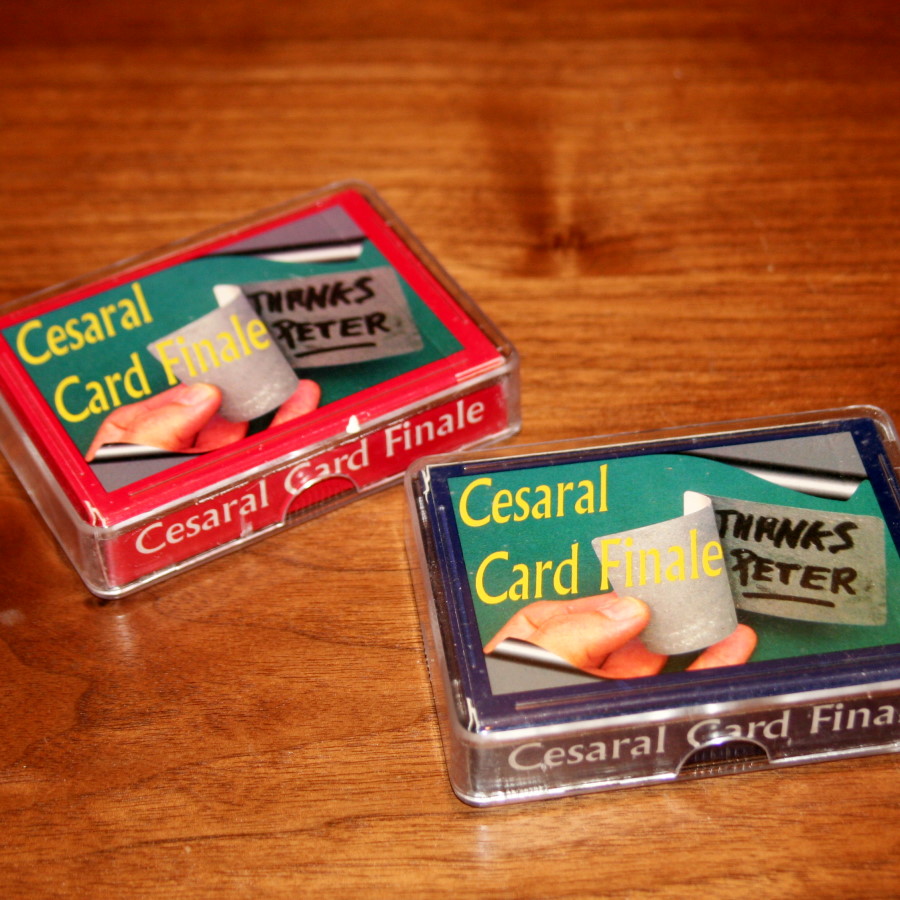 Cesaral
Card Finale
THANKS
PETER
Cesaral Card Finale
Cesaral
Card Finale
THANKS
PETER
Cesaral Card Fina